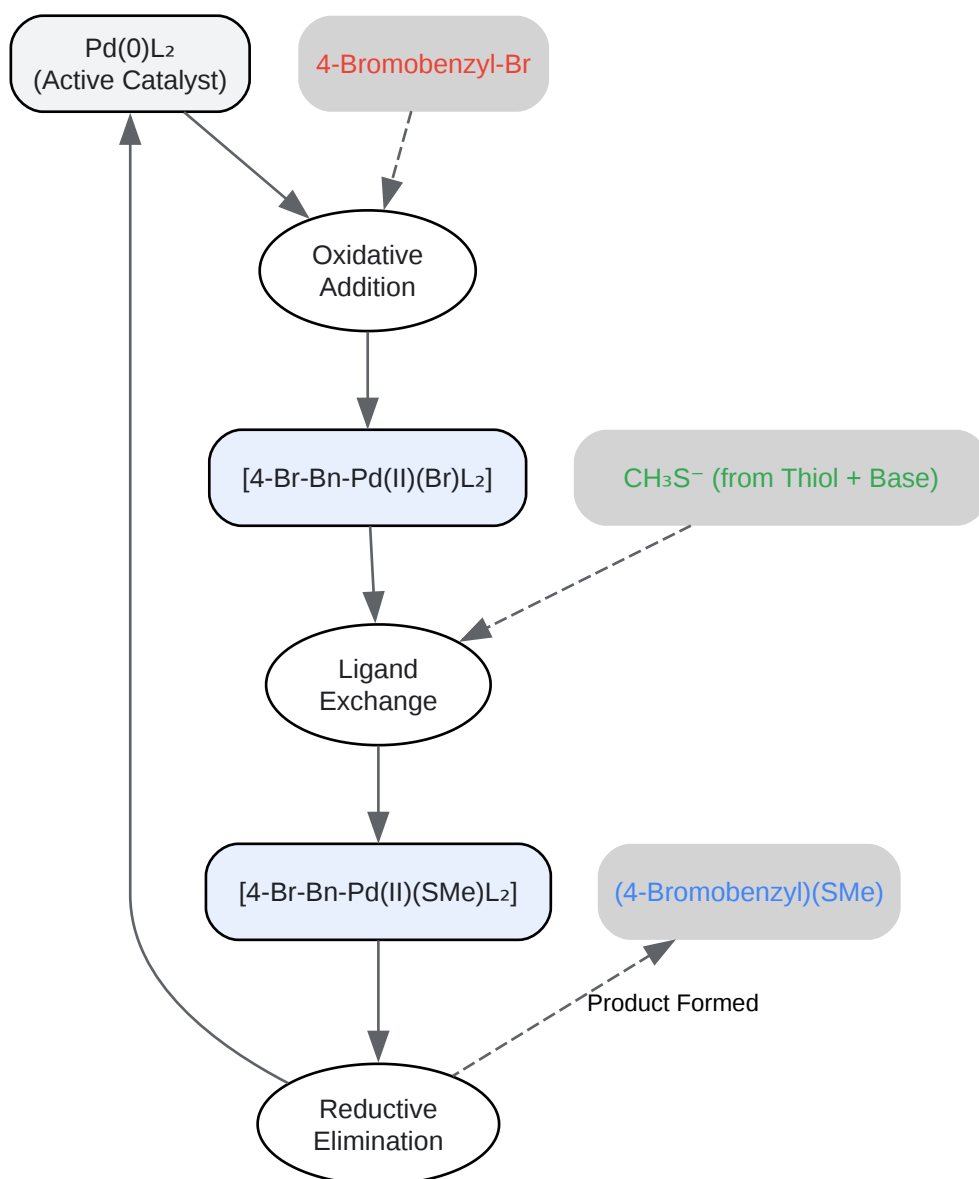 Pd(0)L₂
(Active Catalyst)
4-Bromobenzyl-Br
Oxidative
Addition
[4-Br-Bn-Pd(II)(Br)L₂]
CH₃S⁻ (from Thiol + Base)
Ligand
Exchange
[4-Br-Bn-Pd(II)(SMe)L₂]
(4-Bromobenzyl)(SMe)
Product Formed
Reductive
Elimination